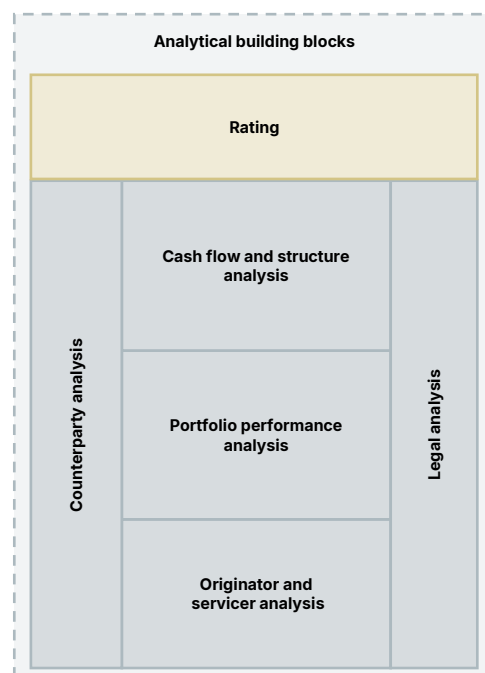 Analytical building blocks
Rating
Counterparty analysis
Cash flow and structure
analysis
Portfolio performance
analysis
Originator and
servicer analysis
Legal analysis